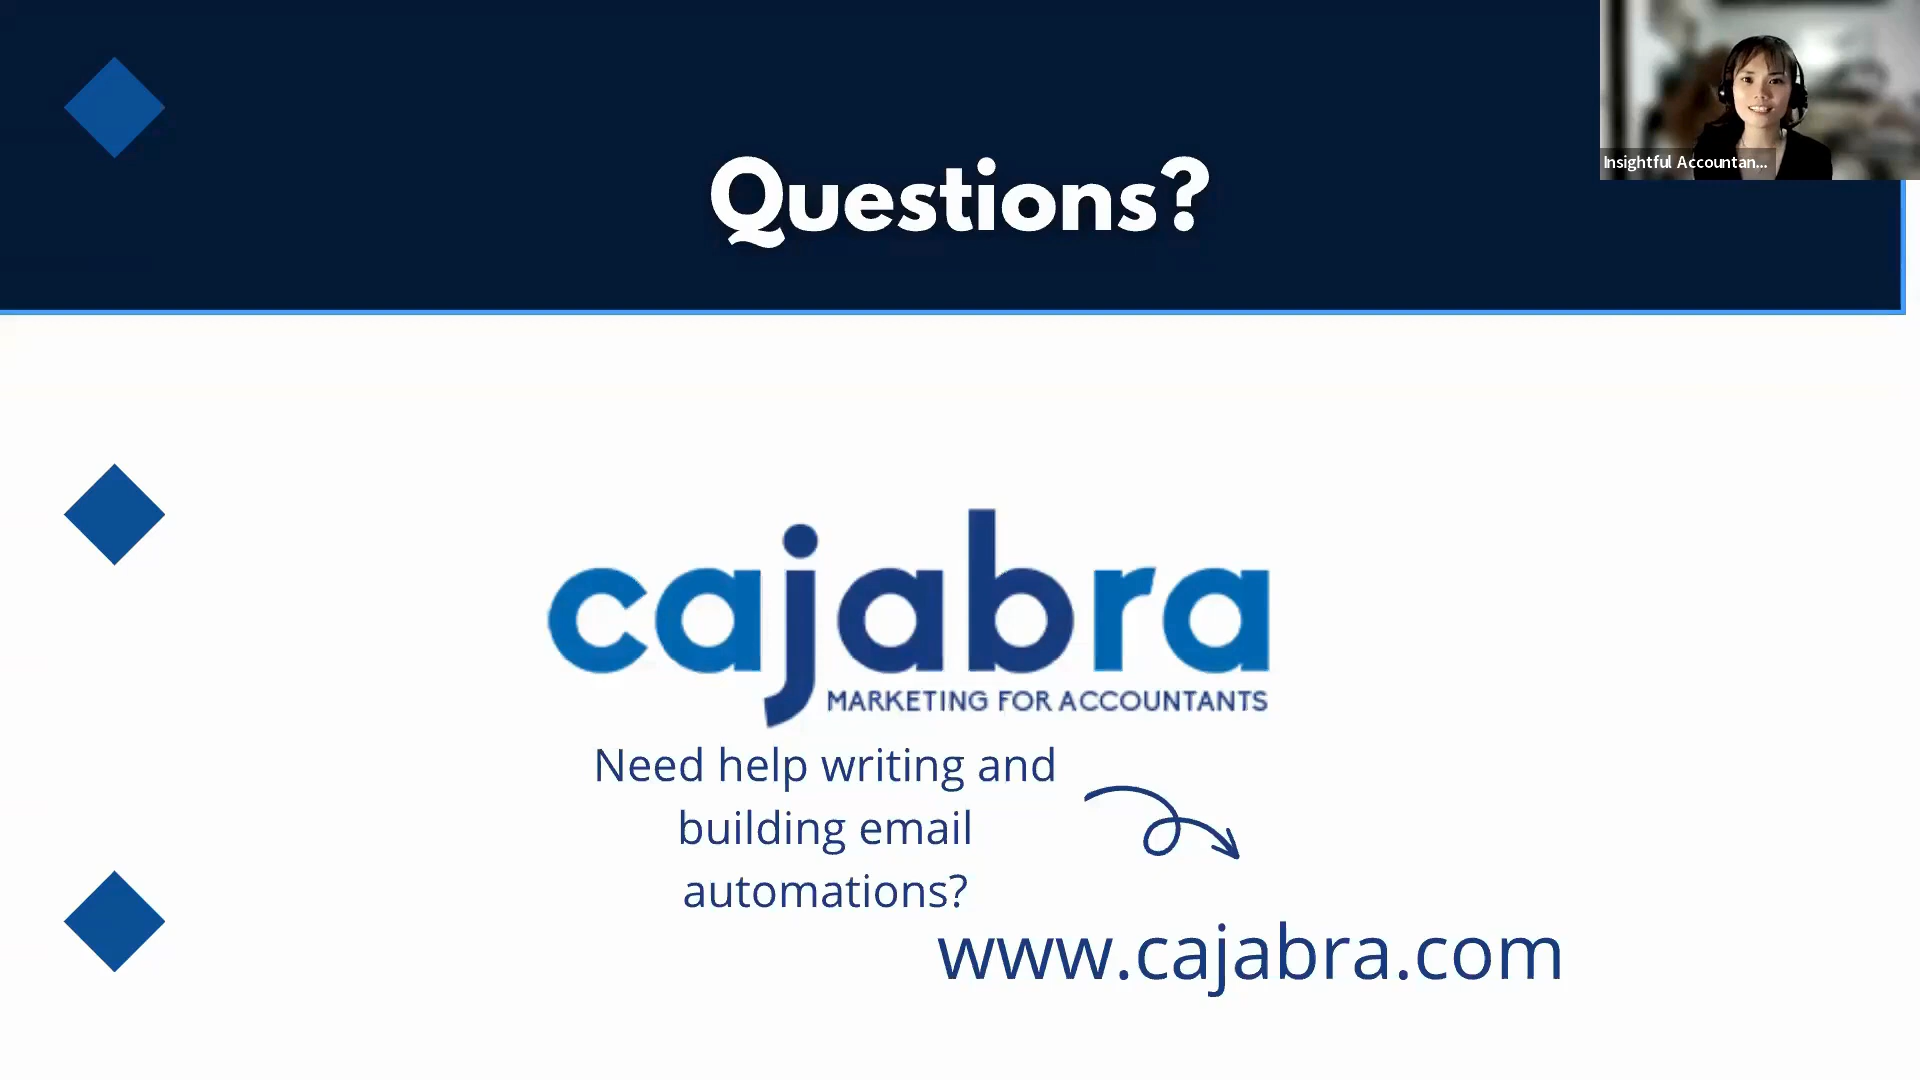 Questions?
Insightful Accountan...
cajabra
MARKETING FOR ACCOUNTANTS
Need help writing and
building email
automations?
www.cajabra.com